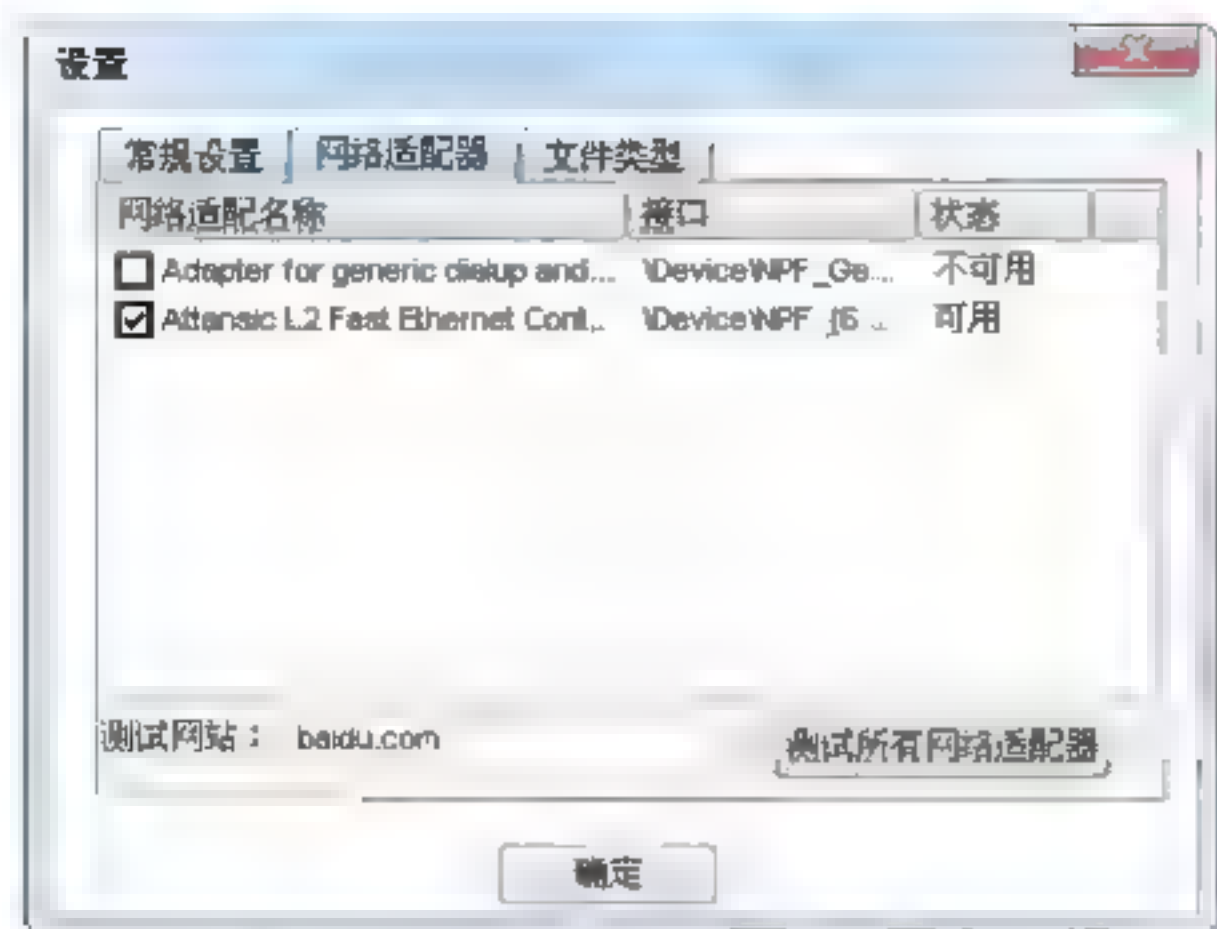 设置
常规设置 网络适配器 文件类型
网络适配名称 接口 状态
Adapter for generic dialup and... \Device\NPF_Ge... 不可用
Attansic L2 Fast Ethernet Cont... \Device\NPF_{6... 可用
测试网站： baidu.com 测试所有网络适配器
确定